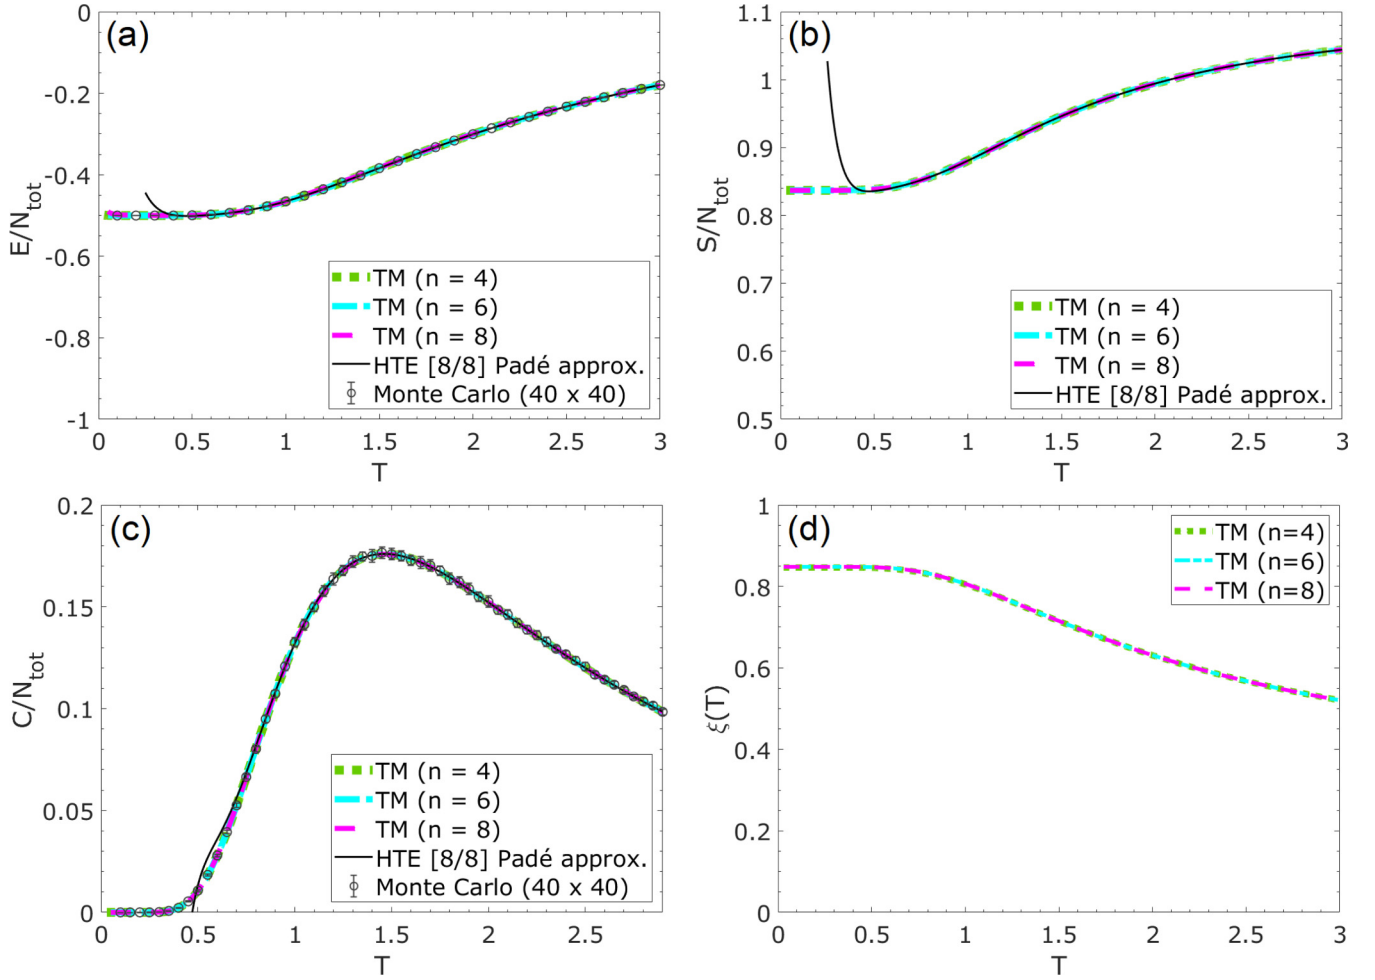 (a)
E/N_tot
0
-0.2
-0.4
-0.6
-0.8
-1
TM (n = 4)
TM (n = 6)
TM (n = 8)
HTE [8/8] Padé approx.
Monte Carlo (40 x 40)
0 0.5 1 1.5 2 2.5 3
T
(b)
S/N_tot
1.1
1
0.9
0.8
0.7
0.6
0.5
TM (n = 4)
TM (n = 6)
TM (n = 8)
HTE [8/8] Padé approx.
0 0.5 1 1.5 2 2.5 3
T
(c)
C/N_tot
0.2
0.15
0.1
0.05
0
TM (n = 4)
TM (n = 6)
TM (n = 8)
HTE [8/8] Padé approx.
Monte Carlo (40 x 40)
0 0.5 1 1.5 2 2.5
T
(d)
ξ(T)
1
0.8
0.6
0.4
0.2
0
TM (n=4)
TM (n=6)
TM (n=8)
0 0.5 1 1.5 2 2.5 3
T